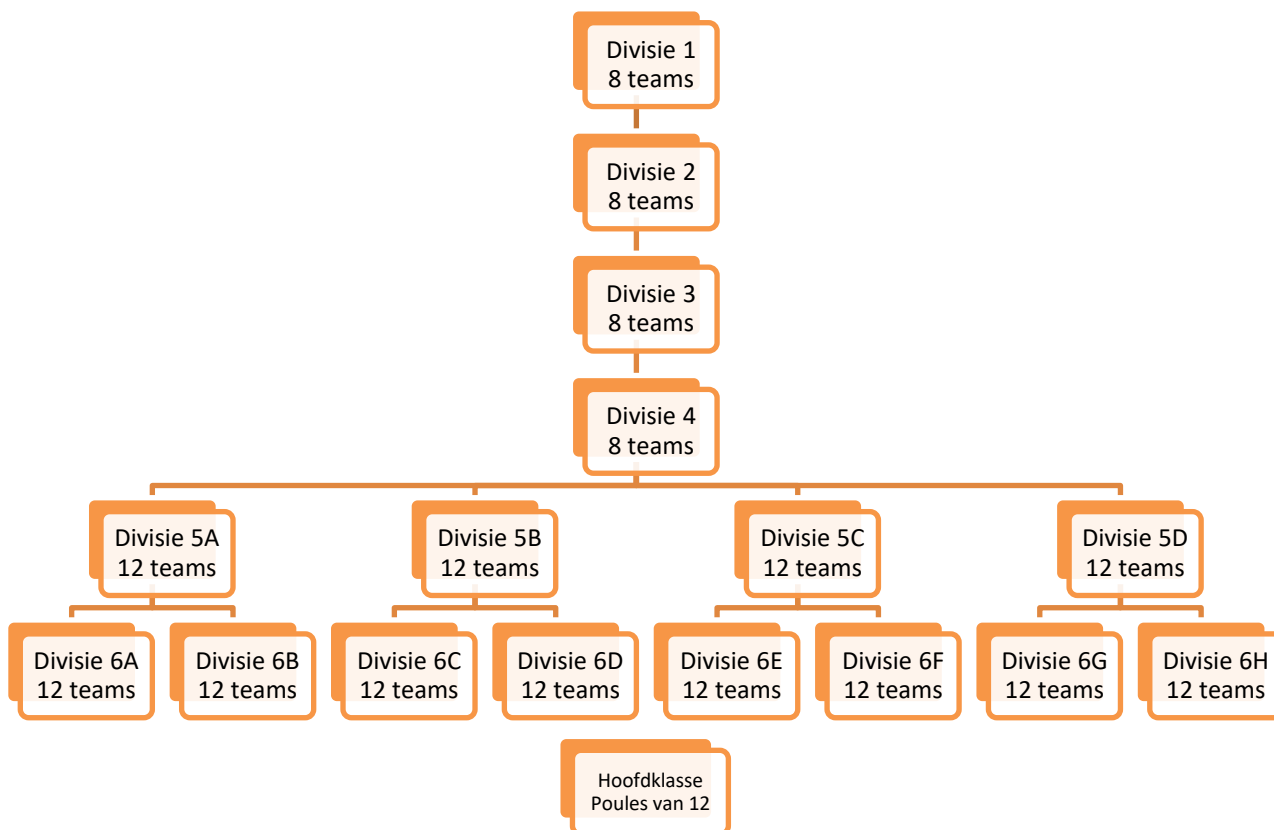 Divisie 1
8 teams
Divisie 2
8 teams
Divisie 3
8 teams
Divisie 4
8 teams
Divisie 5A
12 teams
Divisie 5B
12 teams
Divisie 5C
12 teams
Divisie 5D
12 teams
Divisie 6A
12 teams
Divisie 6B
12 teams
Divisie 6C
12 teams
Divisie 6D
12 teams
Divisie 6E
12 teams
Divisie 6F
12 teams
Divisie 6G
12 teams
Divisie 6H
12 teams
Hoofdklasse
Poules van 12